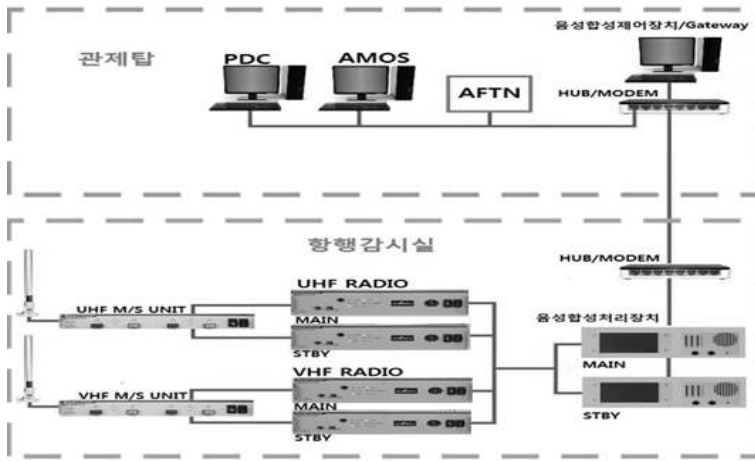 음성합성제어장치/Gateway
관제탑
PDC
AMOS
AFTN
HUB/MODEM
항행감시실
HUB/MODEM
UHF RADIO
UHF M/S UNIT
MAIN
음성합성처리장치
STBY
MAIN
VHF RADIO
VHF M/S UNIT
MAIN
STBY
STBY